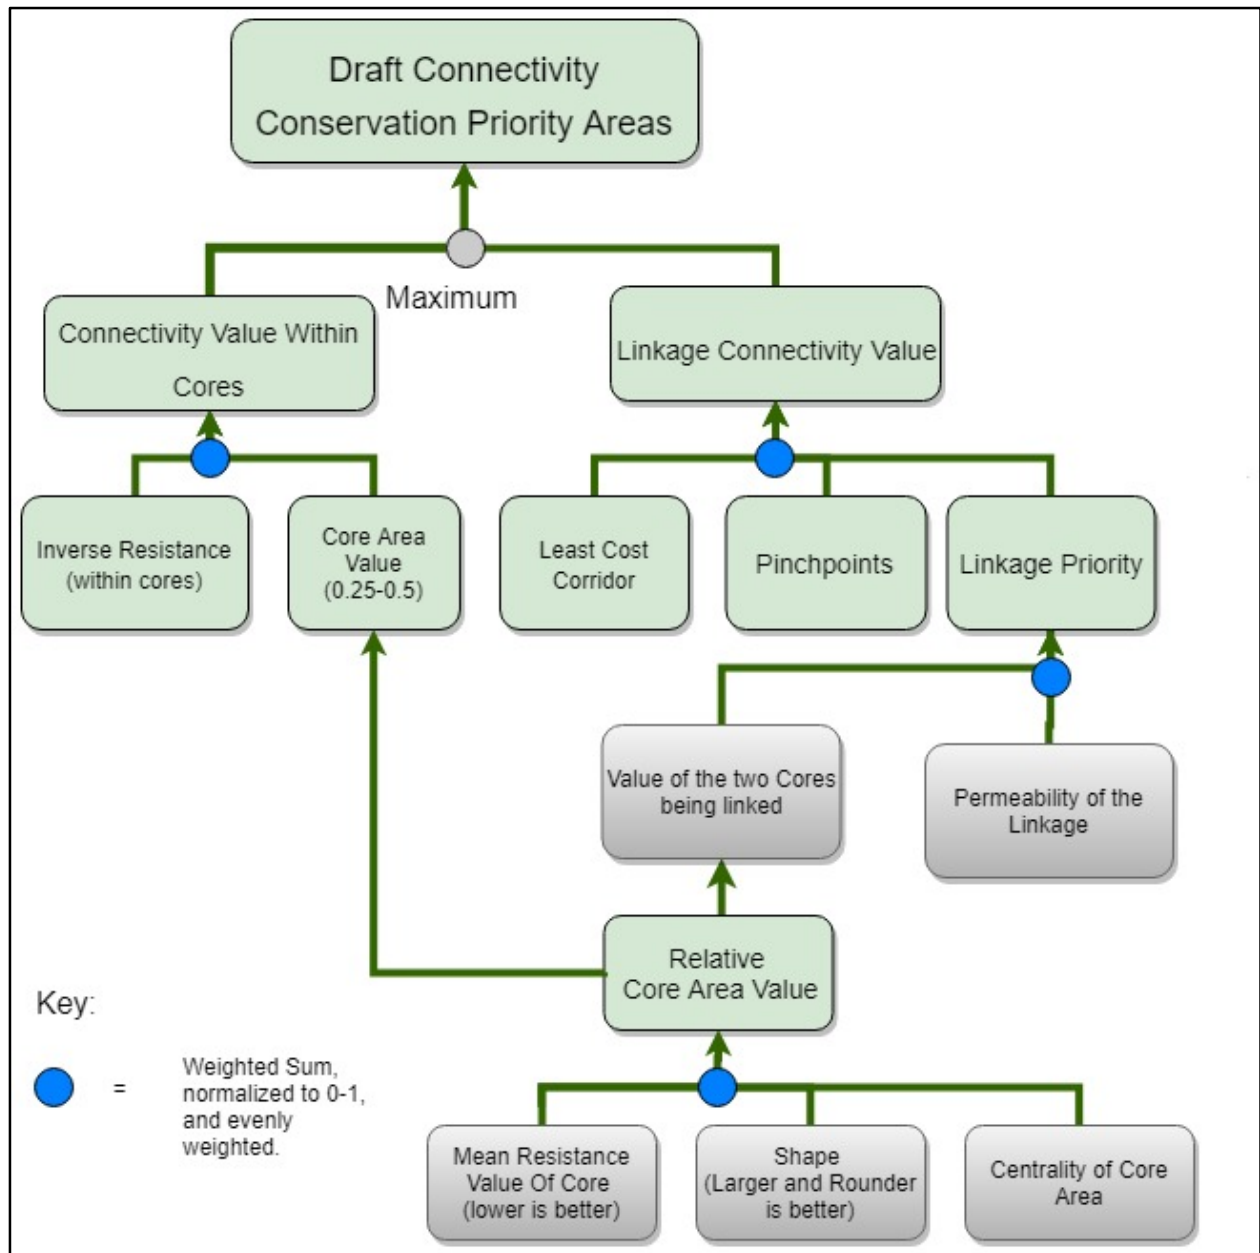 Draft Connectivity
Conservation Priority Areas
Maximum
Connectivity Value Within
Cores
Linkage Connectivity Value
Inverse Resistance
(within cores)
Core Area
Value
(0.25-0.5)
Least Cost
Corridor
Pinchpoints
Linkage Priority
Value of the two Cores
being linked
Permeability of the
Linkage
Relative
Core Area Value
Key:
=
Weighted Sum,
normalized to 0-1,
and evenly
weighted.
Mean Resistance
Value Of Core
(lower is better)
Shape
(Larger and Rounder
is better)
Centrality of Core
Area